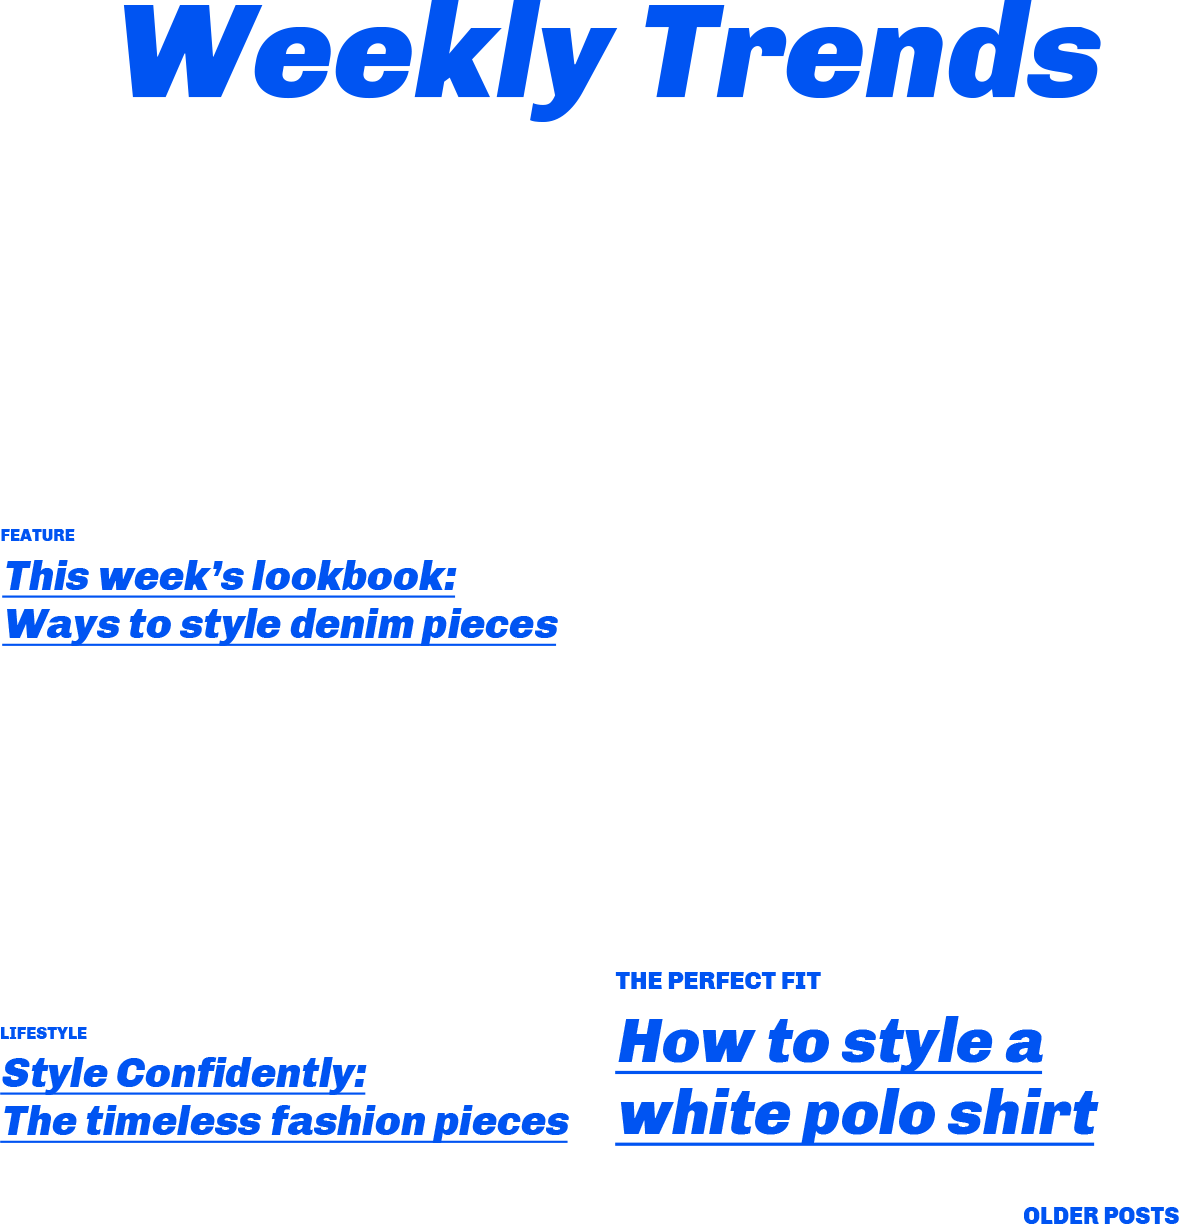 Weekly Trends
FEATURE
This week’s lookbook:
Ways to style denim pieces
LIFESTYLE
Style Confidently:
The timeless fashion pieces
THE PERFECT FIT
How to style a
white polo shirt
OLDER POSTS